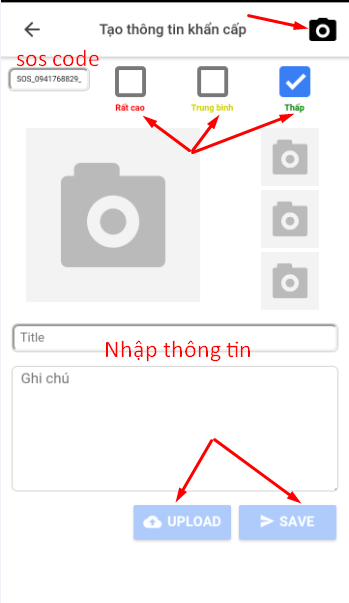 Tạo thông tin khẩn cấp
sos code
SOS_0941768829_
Rất cao
Trung bình
Thấp
Title
Nhập thông tin
Ghi chú
UPLOAD
SAVE